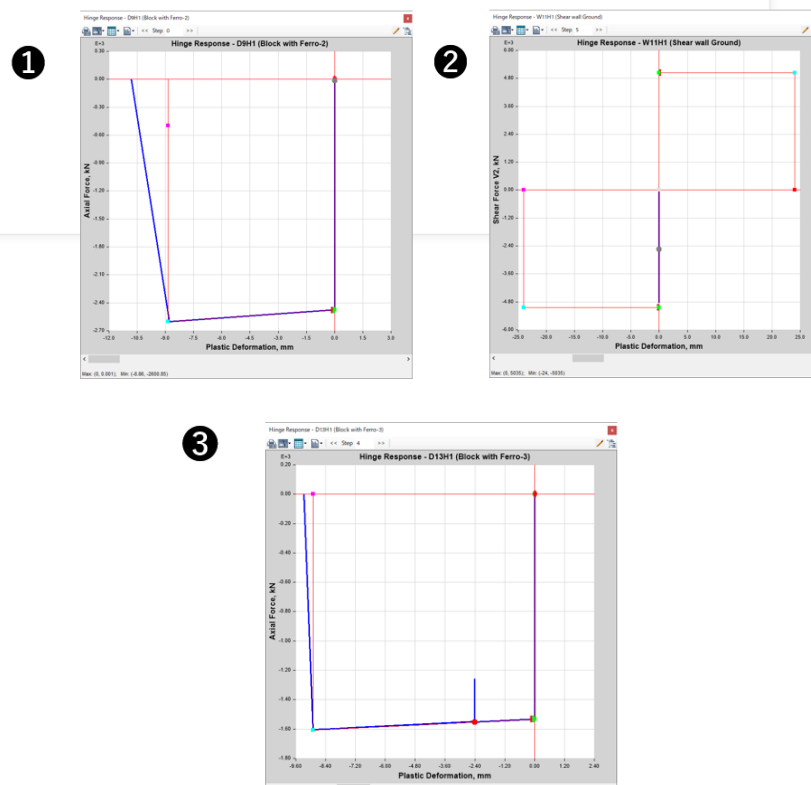 ❶
Hinge Response - D9H1 (Block with Ferro-2)
<< Step 0 >>
E+3 Hinge Response - D9H1 (Block with Ferro-2)
0.30
0.00
-0.30
-0.60
-0.90
-1.20
-1.50
-1.80
-2.10
-2.40
-2.70
Axial Force, kN
-12.0 -10.5 -9.0 -7.5 -6.0 -4.5 -3.0 -1.5 0.0 1.5 3.0
Plastic Deformation, mm
Max: (0, 0.001); Min: (-8.86, -2600.05)
❷
Hinge Response - W11H1 (Shear wall Ground)
<< Step 5 >>
E+3 Hinge Response - W11H1 (Shear wall Ground)
6.00
4.80
3.60
2.40
1.20
0.00
-1.20
-2.40
-3.60
-4.80
-6.00
Shear Force V2, kN
-25.0 -20.0 -15.0 -10.0 -5.0 0.0 5.0 10.0 15.0 20.0 25.0
Plastic Deformation, mm
Max: (0, 5035); Min: (-24, -5035)
❸
Hinge Response - D13H1 (Block with Ferro-3)
<< Step 4 >>
E+3 Hinge Response - D13H1 (Block with Ferro-3)
0.20
0.00
-0.20
-0.40
-0.60
-0.80
-1.00
-1.20
-1.40
-1.60
-1.80
Axial Force, kN
-9.60 -8.40 -7.20 -6.00 -4.80 -3.60 -2.40 -1.20 0.00 1.20 2.40
Plastic Deformation, mm